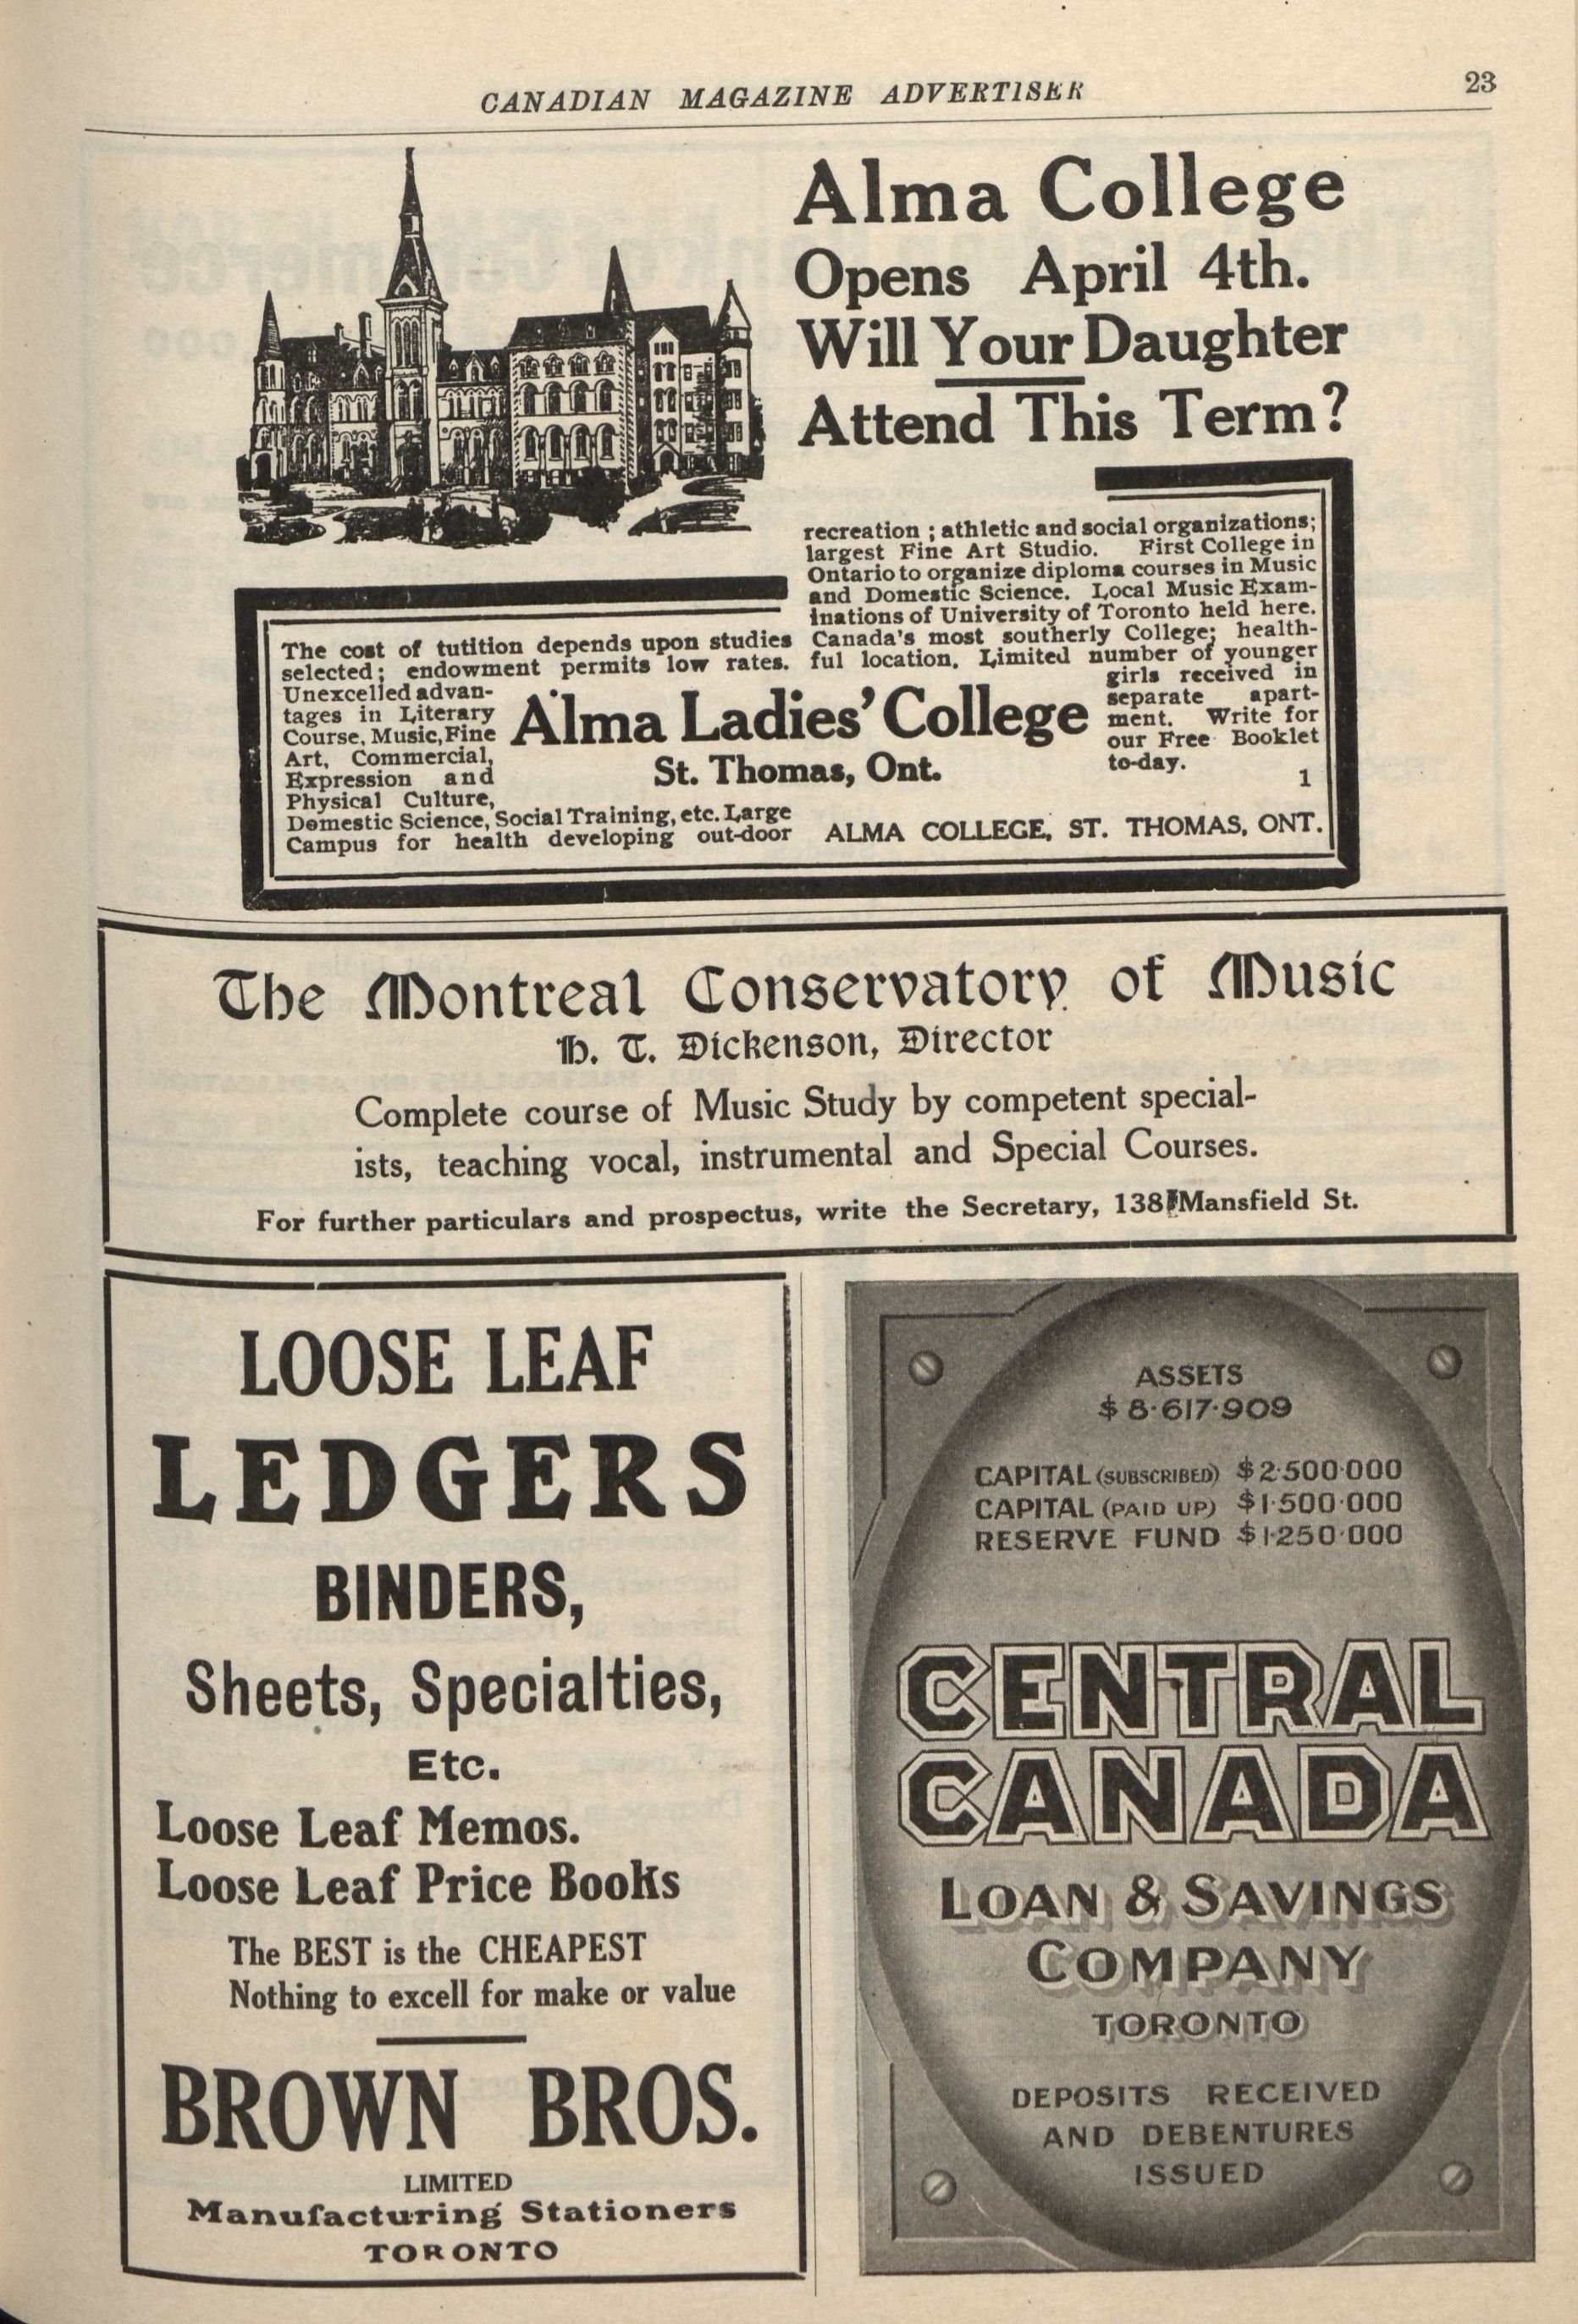 CANADIAN MAGAZINE ADVERTISER
23
Alma College
Opens April 4th.
Will Your Daughter
Attend This Term?
The cost of tutition depends upon studies
selected; endowment permits low rates.
Unexcelled advan-
tages in Literary
Course, Music, Fine
Art, Commercial,
Expression and
Physical Culture,
Domestic Science, Social Training, etc. Large
Campus for health developing out-door
recreation ; athletic and social organizations;
largest Fine Art Studio. First College in
Ontario to organize diploma courses in Music
and Domestic Science. Local Music Exam-
inations of University of Toronto held here.
Canada's most southerly College; health-
ful location. Limited number of younger
girls received in
separate apart-
ment. Write for
our Free Booklet
to-day.
1
Alma Ladies' College
St. Thomas, Ont.
ALMA COLLEGE, ST. THOMAS, ONT.
The Montreal Conservatory of Music
H. T. Dickenson, Director
Complete course of Music Study by competent special-
ists, teaching vocal, instrumental and Special Courses.
For further particulars and prospectus, write the Secretary, 138 Mansfield St.
LOOSE LEAF
LEDGERS
BINDERS,
Sheets, Specialties,
Etc.
Loose Leaf Memos.
Loose Leaf Price Books
The BEST is the CHEAPEST
Nothing to excell for make or value
BROWN BROS.
LIMITED
Manufacturing Stationers
TORONTO
ASSETS
$ 8·617·909
CAPITAL (SUBSCRIBED) $2·500·000
CAPITAL (PAID UP) $1·500·000
RESERVE FUND $1·250·000
CENTRAL
CANADA
LOAN & SAVINGS
COMPANY
TORONTO
DEPOSITS RECEIVED
AND DEBENTURES
ISSUED